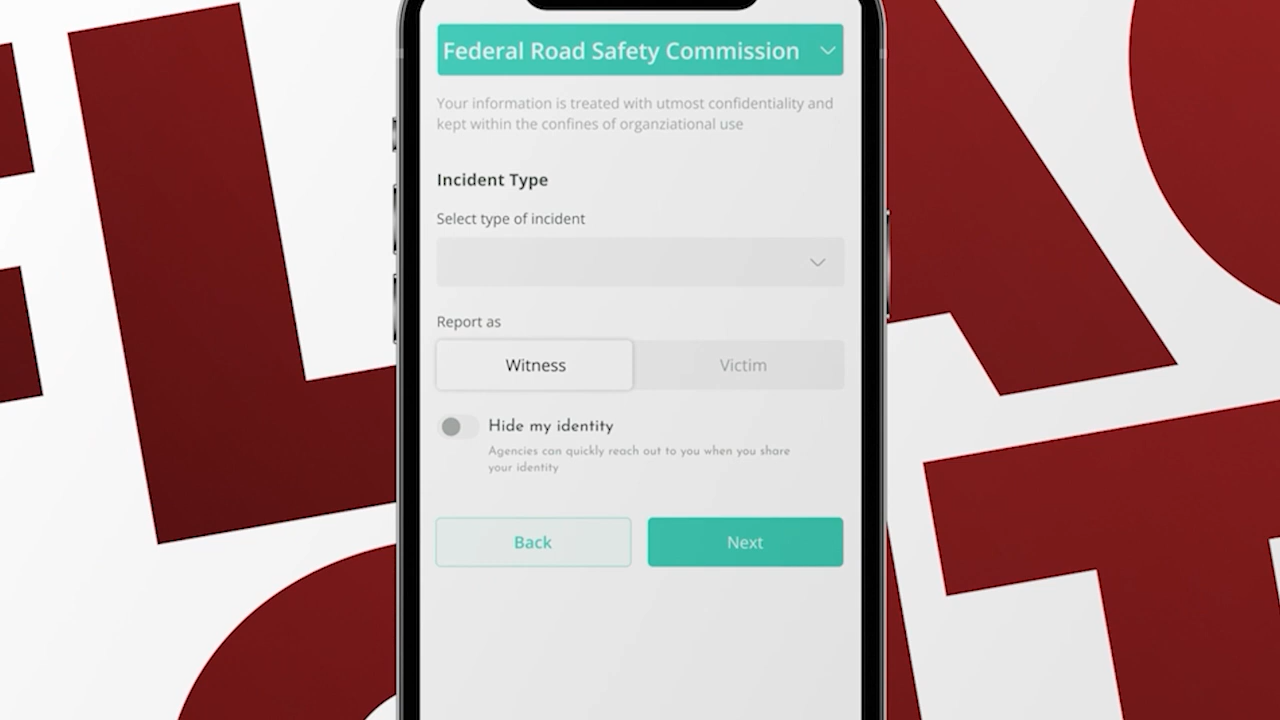 FLAG
Federal Road Safety Commission
Your information is treated with utmost confidentiality and
kept within the confines of organziational use
Incident Type
Select type of incident
Report as
Witness
Victim
Hide my identity
Agencies can quickly reach out to you when you share
your identity
Back
Next